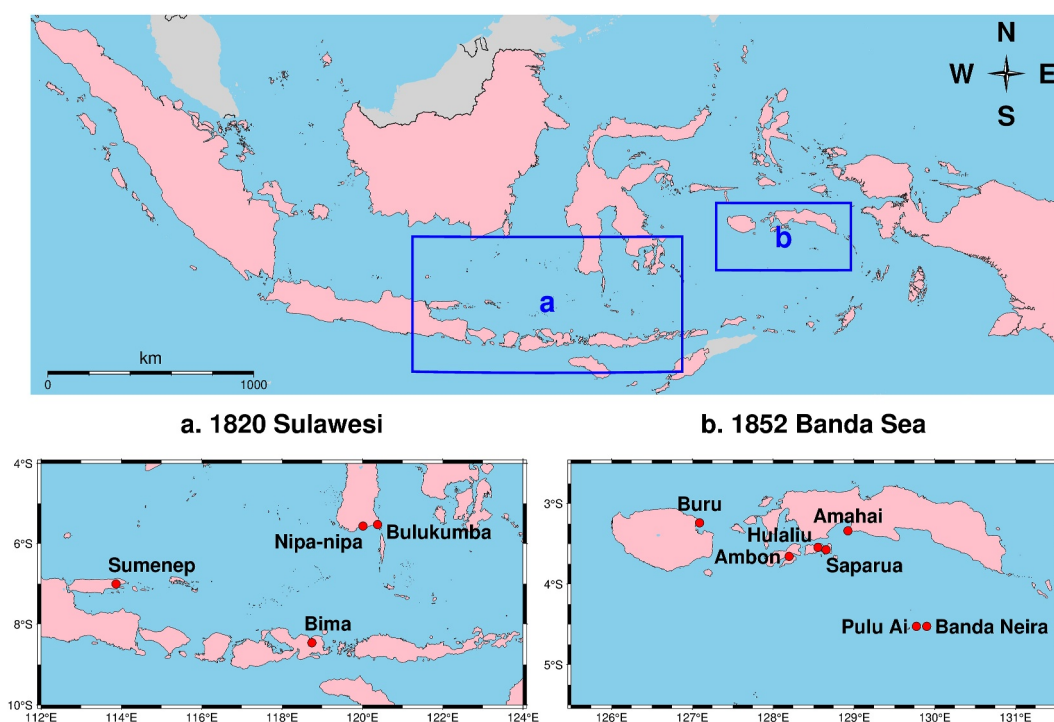 N
W E
S
b
a
km
0 1000
a. 1820 Sulawesi
b. 1852 Banda Sea
4°S
6°S
8°S
10°S
112°E 114°E 116°E 118°E 120°E 122°E 124°E
Nipa-nipa
Bulukumba
Sumenep
Bima
3°S
4°S
5°S
126°E 127°E 128°E 129°E 130°E 131°E
Buru
Amahai
Hulaliu
Ambon
Saparua
Pulu Ai
Banda Neira